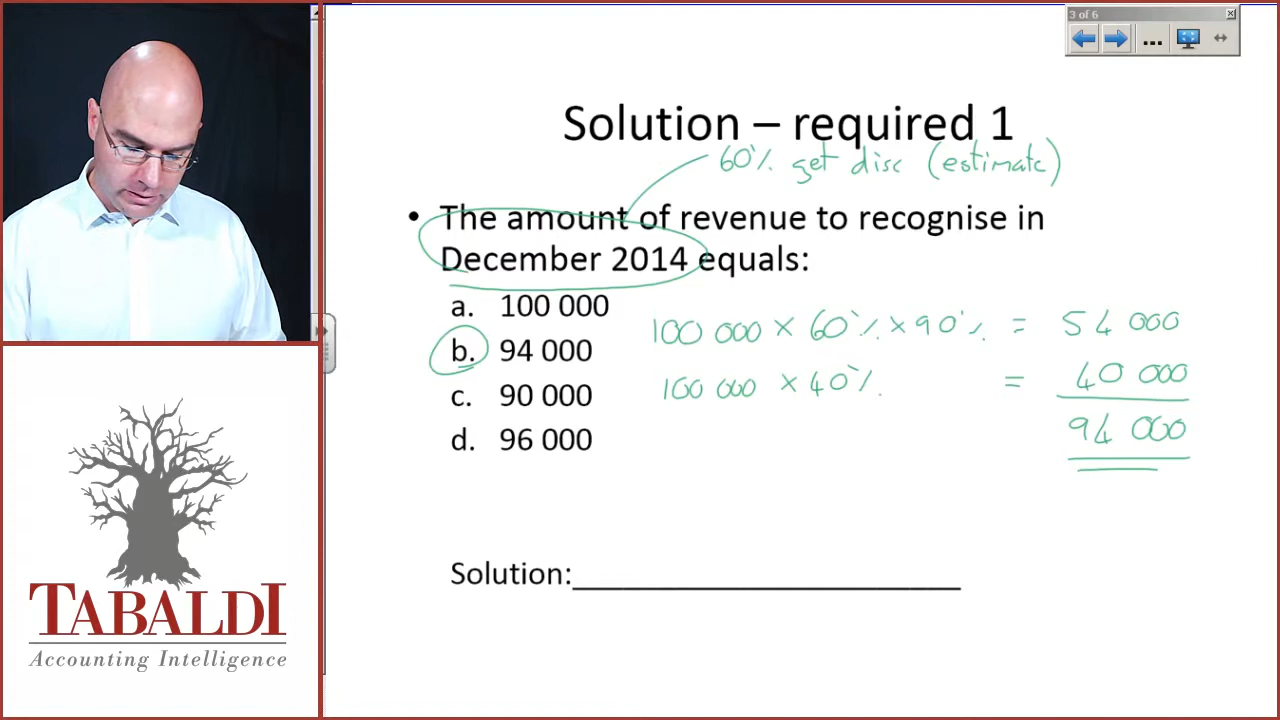 3 of 6
Solution – required 1
60% get disc (estimate)
• The amount of revenue to recognise in
December 2014 equals:
a. 100 000
b. 94 000
c. 90 000
d. 96 000
100 000 × 60% × 90% = 54 000
100 000 × 40% = 40 000
94 000
Solution:______________________
TABALDI
Accounting Intelligence